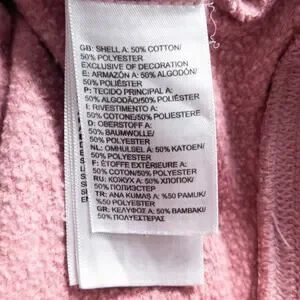 GB: SHELL A: 50% COTTON/
50% POLYESTER
EXCLUSIVE OF DECORATION
E: ARMAZÓN A: 50% ALGODÓN/
50% POLIÉSTER
P: TECIDO PRINCIPAL A:
50% ALGODÃO/50% POLIÉSTER
I: RIVESTIMENTO A:
50% COTONE/50% POLIESTERE
D: OBERSTOFF A:
50% BAUMWOLLE/
50% POLYESTER
NL: OMHULSEL A: 50% KATOEN/
50% POLYESTER
F: ÉTOFFE EXTÉRIEURE A:
50% COTON/50% POLYESTER
RU: КОЖУХ А: 50% ХЛОПОК/
50% ПОЛИЭСТЕР
TR: ANA KUMAŞ A: %50 PAMUK/
%50 POLYESTER
GR: ΚΕΛΥΦΟΣ A: 50% ΒΑΜΒΑΚΙ/
50% ΠΟΛΥΕΣΤΕΡΑΣ